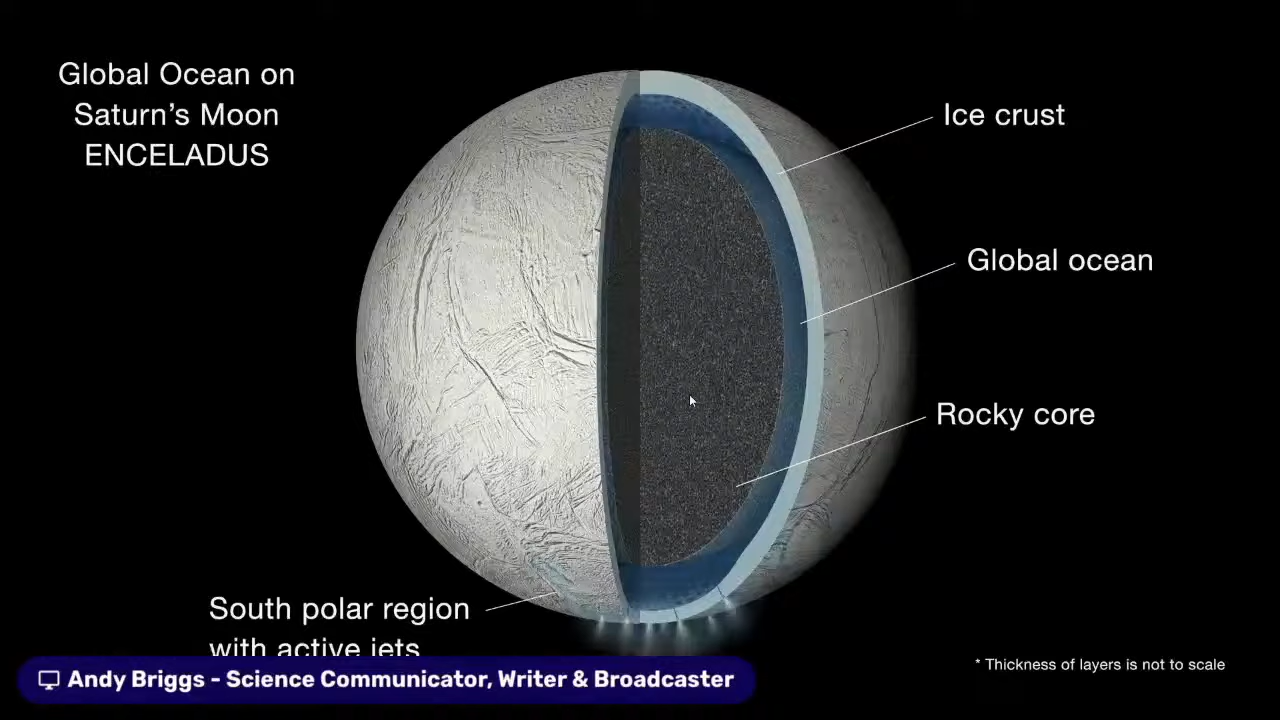 Global Ocean on
Saturn's Moon
ENCELADUS
Ice crust
Global ocean
Rocky core
South polar region
with active jets
Andy Briggs - Science Communicator, Writer & Broadcaster
* Thickness of layers is not to scale